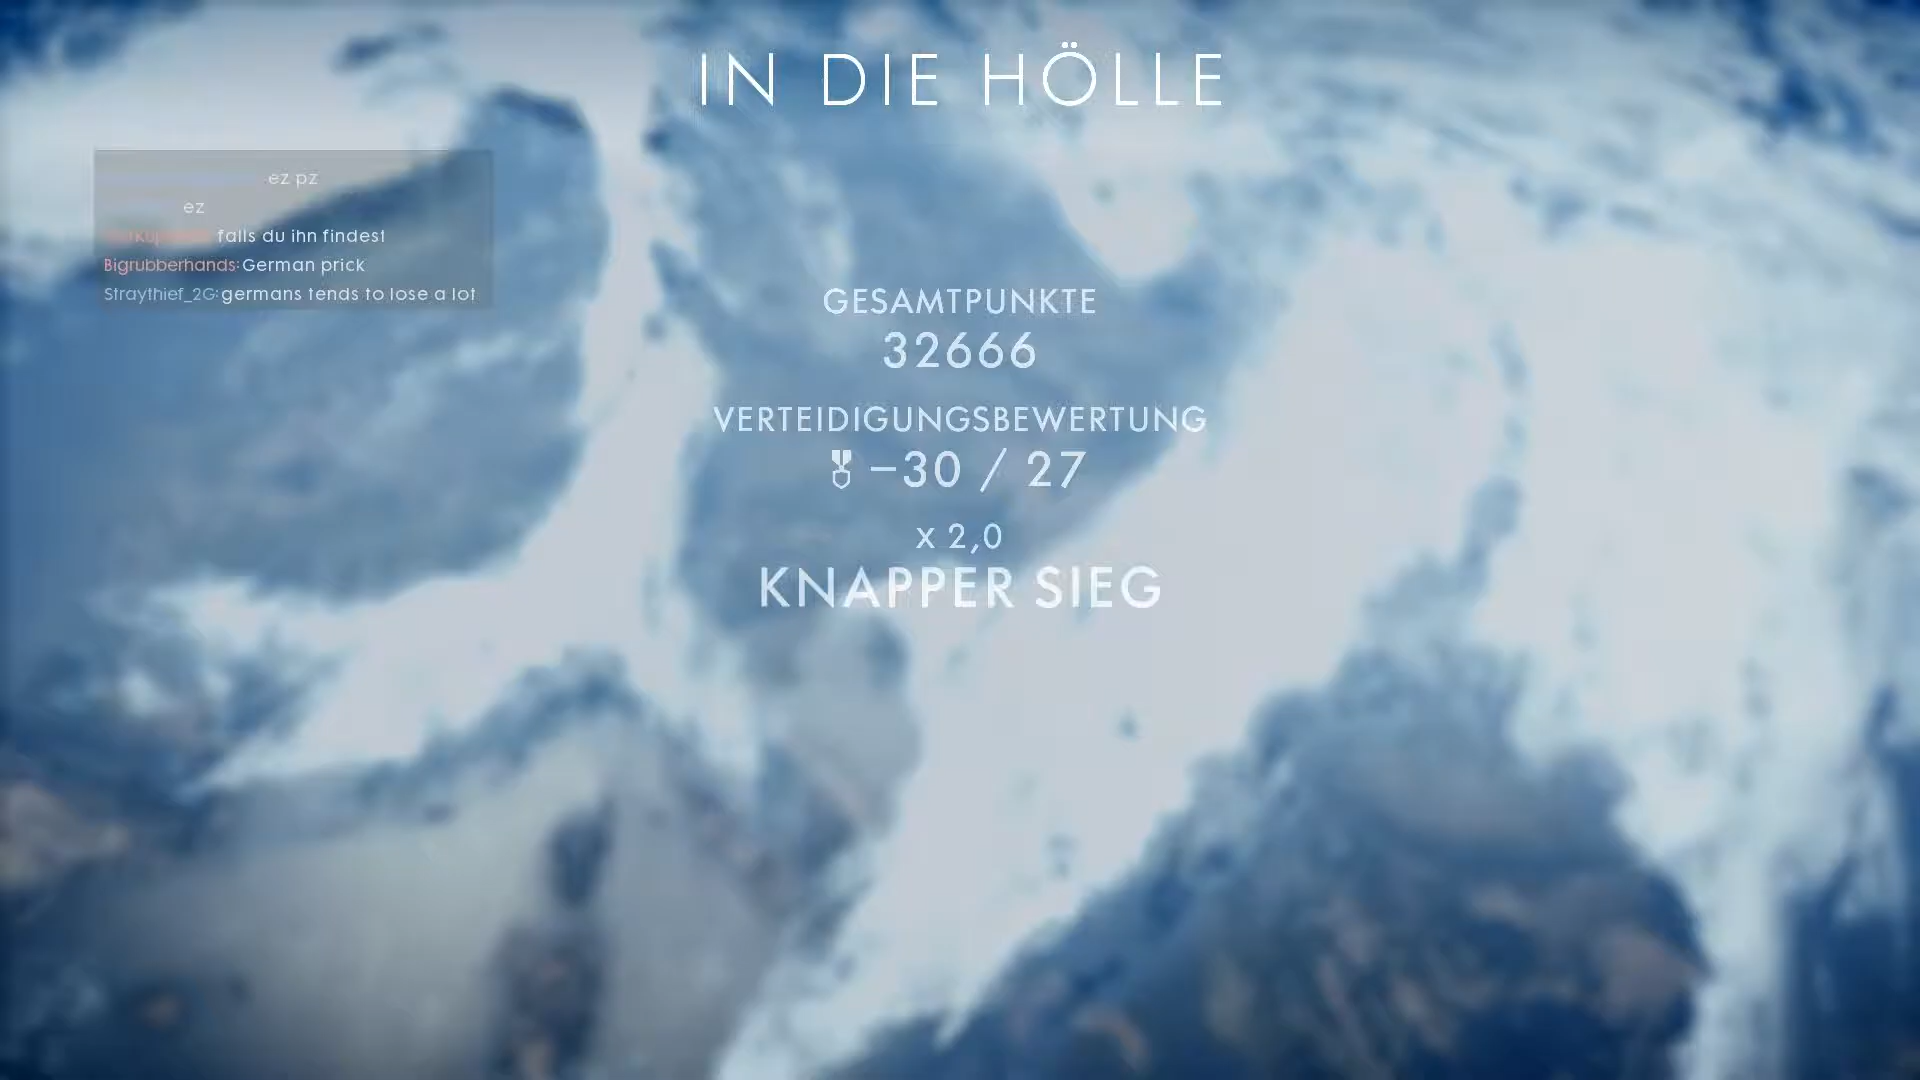 IN DIE HÖLLE
ez pz
ez
falls du ihn findest
Bigrubberhands: German prick
Straythief_2G: germans tends to lose a lot
GESAMTPUNKTE
32666
VERTEIDIGUNGSBEWERTUNG
–30 / 27
x 2,0
KNAPPER SIEG